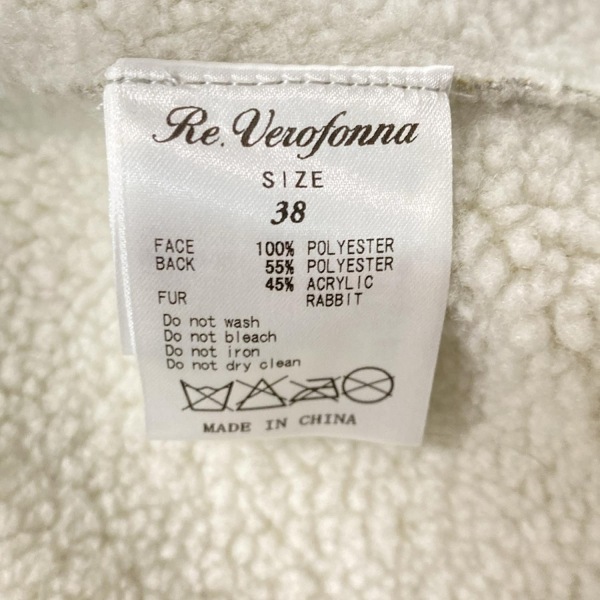 Re. Verofonna
SIZE
38
FACE 100% POLYESTER
BACK 55% POLYESTER
45% ACRYLIC
FUR RABBIT
Do not wash
Do not bleach
Do not iron
Do not dry clean
MADE IN CHINA